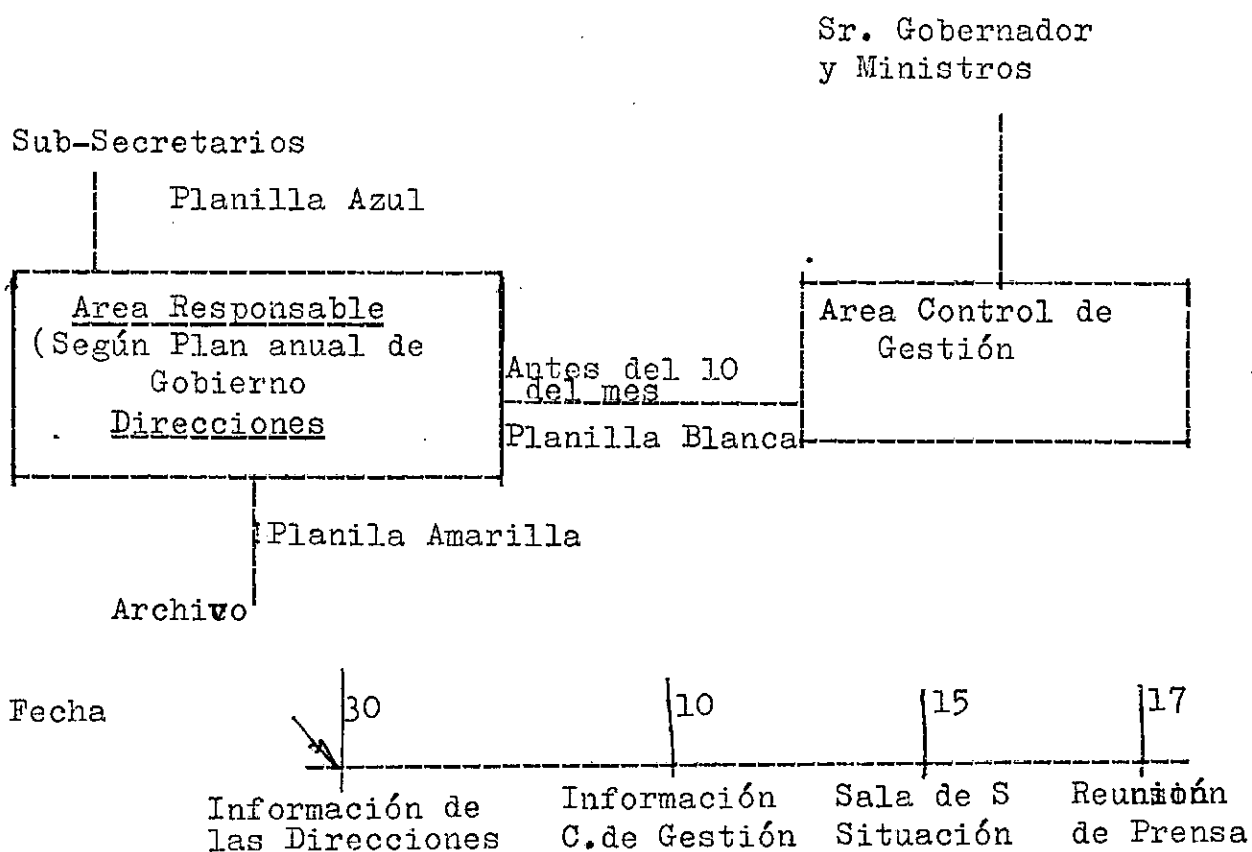 Sr. Gobernador
y Ministros
Sub-Secretarios
Planilla Azul
Area Responsable
(Según Plan anual de
Gobierno
Direcciones
Antes del 10
del mes
Planilla Blanca
Area Control de
Gestión
Planila Amarilla
Archivo
Fecha
30
10
15
17
Información de
las Direcciones
Información
C.de Gestión
Sala de S
Situación
Reunión
de Prensa